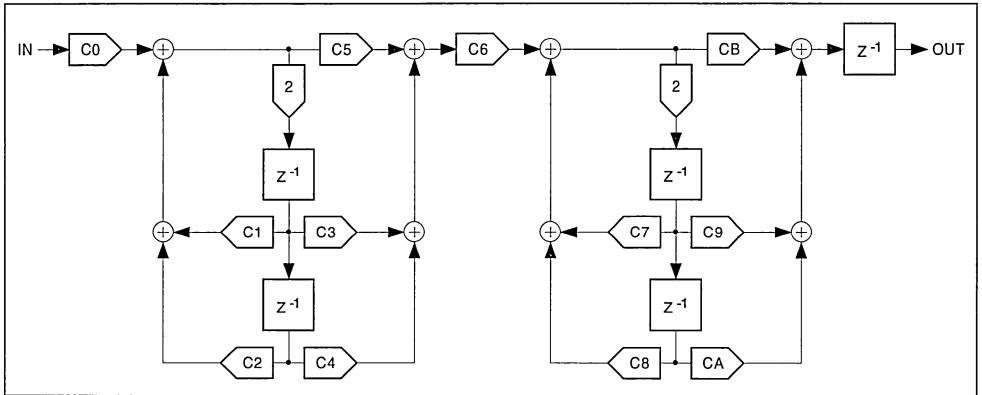 IN C0 + C5 + C6 + CB + Z⁻¹ OUT
2 2
Z⁻¹ Z⁻¹
+ C1 C3 + + C7 C9 +
Z⁻¹ Z⁻¹
C2 C4 C8 CA